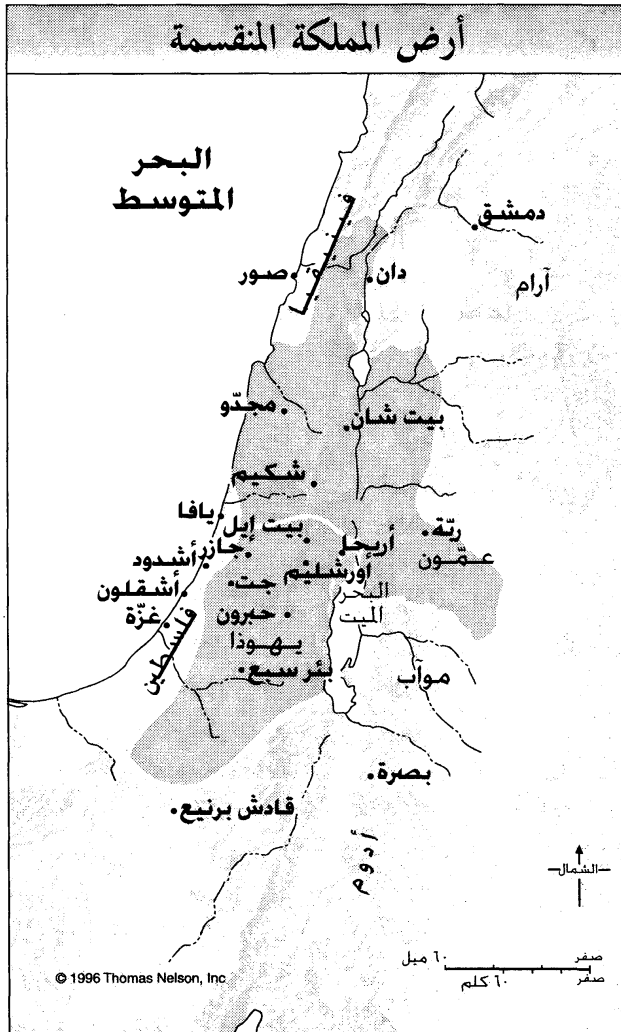 أرض المملكة المنقسمة
البحر
المتوسط
فينيقيا
دمشق
صور
دان
آرام
مجدّو
بيت شان
شكيم
يافا
بيت إيل
أريحا
ربّة
عمّون
جازر
أشدود
أورشليم
أشقلون
جت
البحر
الميت
غزّة
حبرون
فلسطين
يهوذا
بئر سبع
موآب
بصرة
قادش برنيع
أدوم
الشمال
صفر ٦٠ ميل
صفر ٦٠ كلم
© 1996 Thomas Nelson, Inc